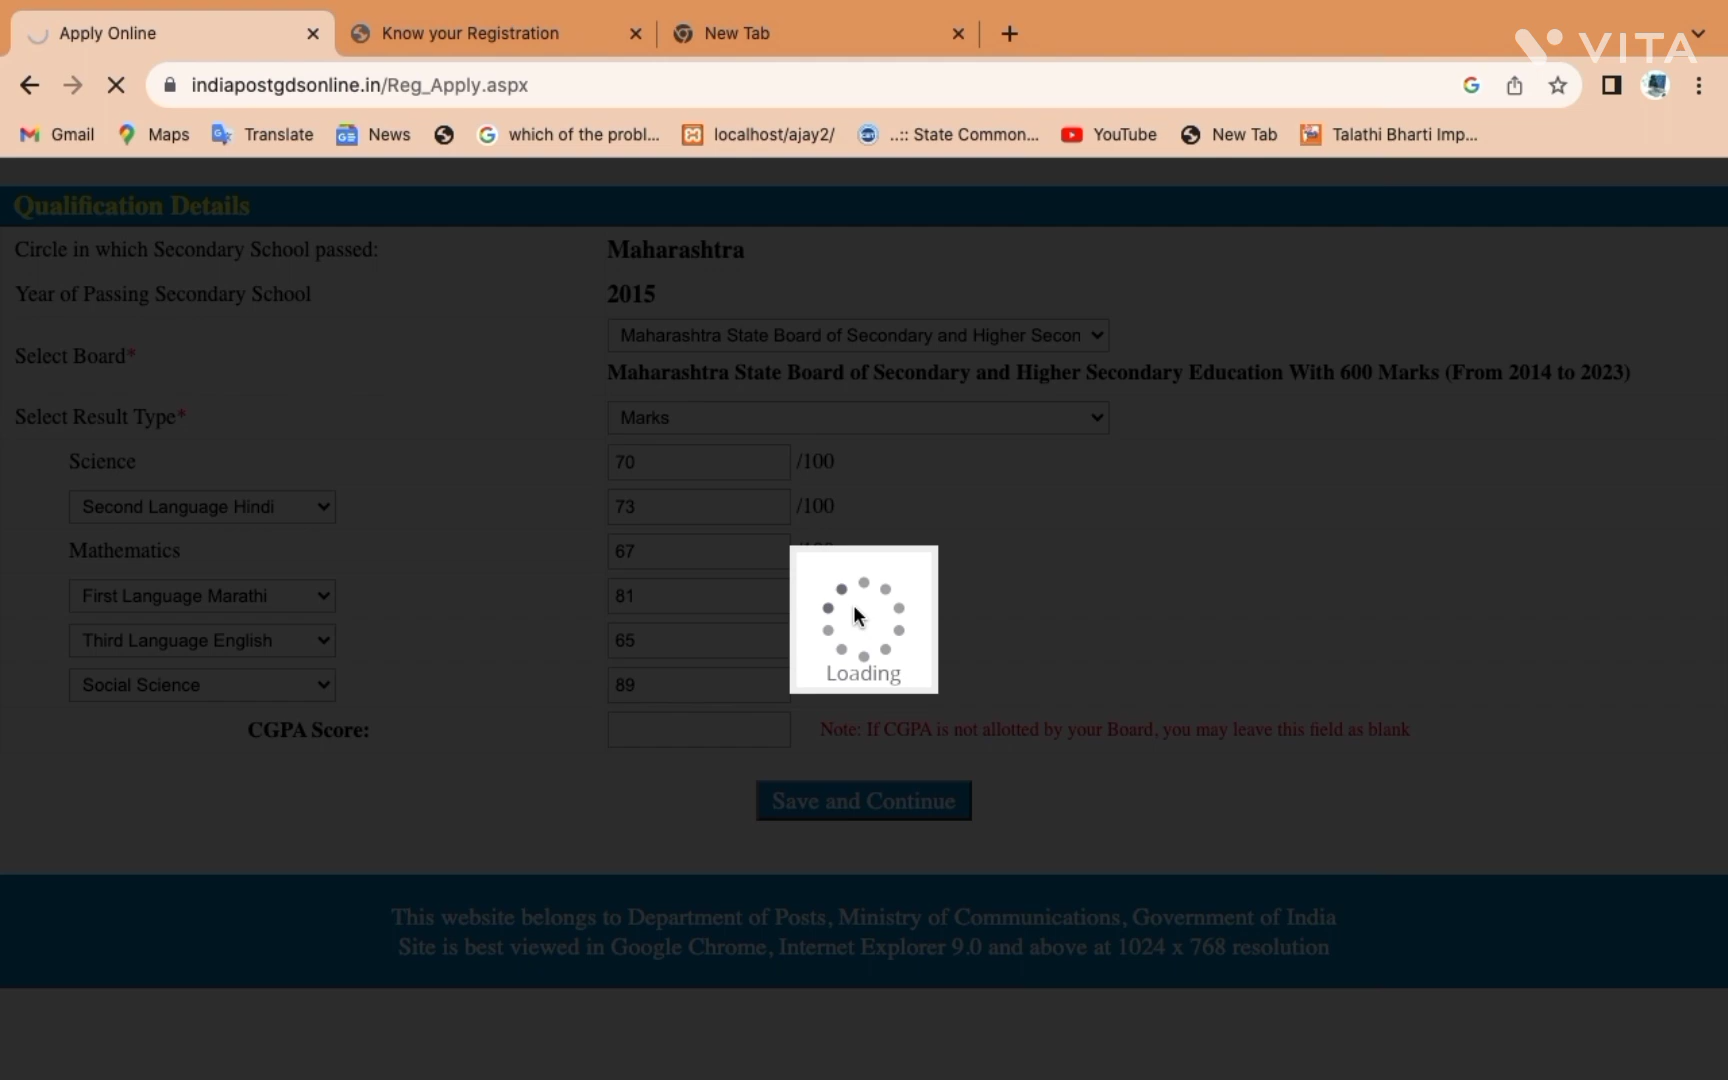 Apply Online
Know your Registration
New Tab
VITA
indiapostgdsonline.in/Reg_Apply.aspx
Gmail
Maps
Translate
News
which of the probl...
localhost/ajay2/
..:: State Common...
YouTube
New Tab
Talathi Bharti Imp...
Qualification Details
Circle in which Secondary School passed: Maharashtra
Year of Passing Secondary School 2015
Select Board* Maharashtra State Board of Secondary and Higher Secon
Maharashtra State Board of Secondary and Higher Secondary Education With 600 Marks (From 2014 to 2023)
Select Result Type* Marks
Science 70 /100
Second Language Hindi 73 /100
Mathematics 67
First Language Marathi 81
Third Language English 65
Social Science 89
Loading
CGPA Score: Note: If CGPA is not allotted by your Board, you may leave this field as blank
Save and Continue
This website belongs to Department of Posts, Ministry of Communications, Government of India
Site is best viewed in Google Chrome, Internet Explorer 9.0 and above at 1024 x 768 resolution